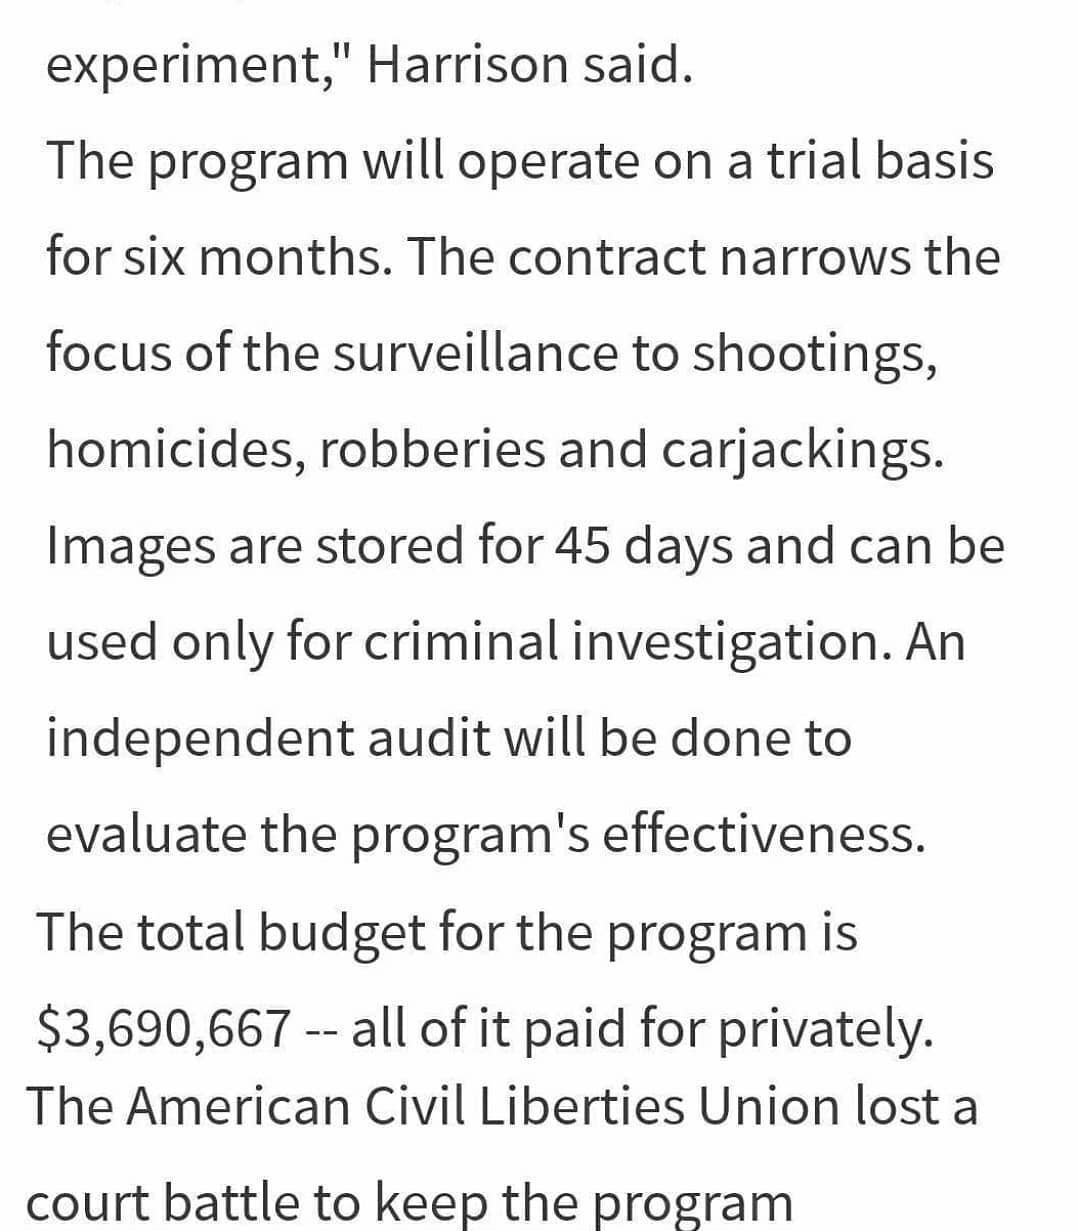 experiment," Harrison said.
The program will operate on a trial basis
for six months. The contract narrows the
focus of the surveillance to shootings,
homicides, robberies and carjackings.
Images are stored for 45 days and can be
used only for criminal investigation. An
independent audit will be done to
evaluate the program's effectiveness.
The total budget for the program is
$3,690,667 -- all of it paid for privately.
The American Civil Liberties Union lost a
court battle to keep the program